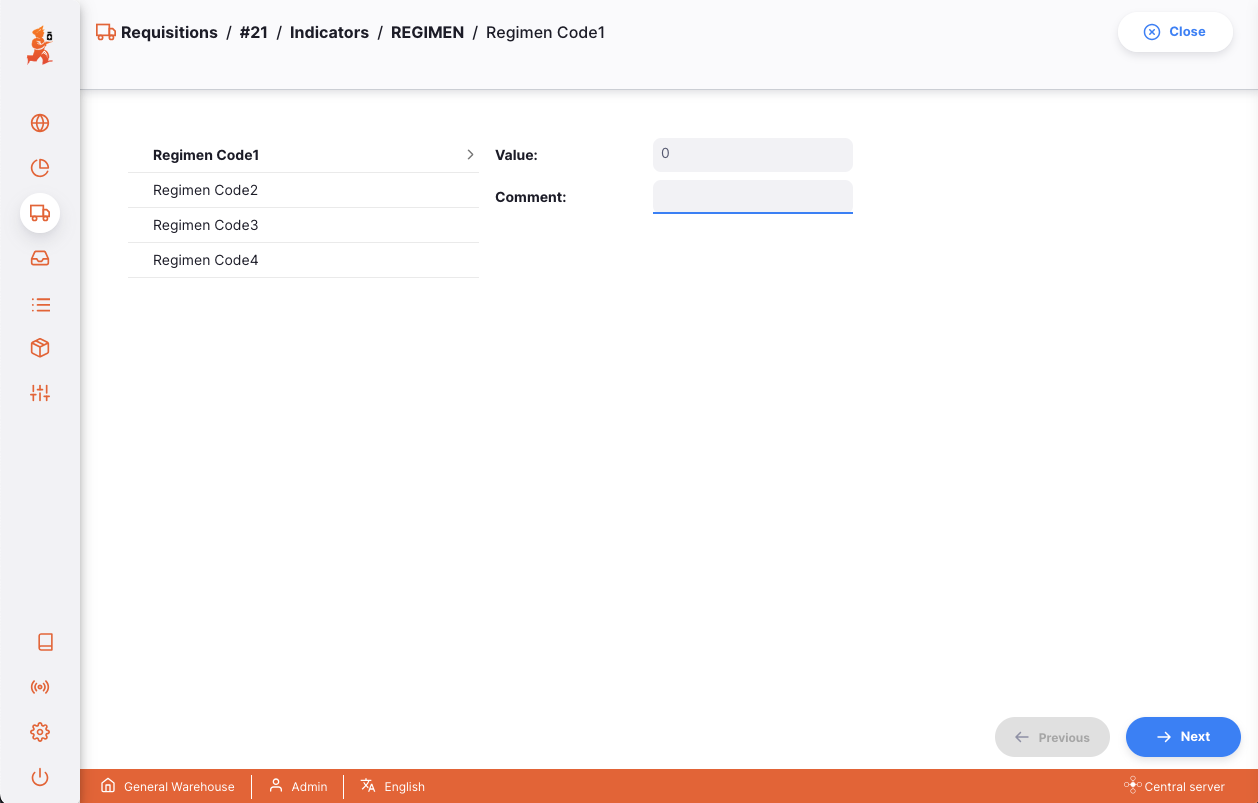 Requisitions / #21 / Indicators / REGIMEN / Regimen Code1
Close
Regimen Code1
Regimen Code2
Regimen Code3
Regimen Code4
Value: 0
Comment:
Previous
Next
General Warehouse
Admin
English
Central server